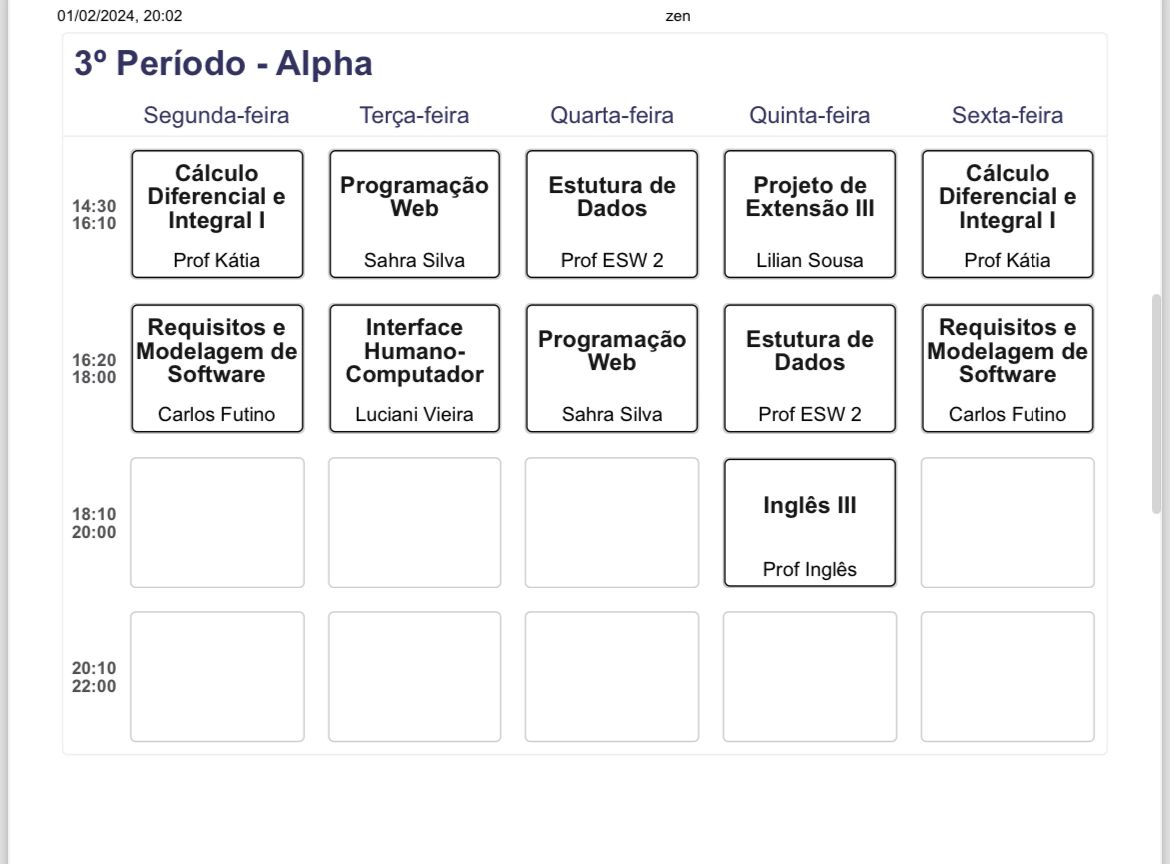 01/02/2024, 20:02 zen
3º Período - Alpha
Segunda-feira Terça-feira Quarta-feira Quinta-feira Sexta-feira
14:30
16:10
Cálculo
Diferencial e
Integral I
Prof Kátia
Programação
Web
Sahra Silva
Estutura de
Dados
Prof ESW 2
Projeto de
Extensão III
Lilian Sousa
Cálculo
Diferencial e
Integral I
Prof Kátia
16:20
18:00
Requisitos e
Modelagem de
Software
Carlos Futino
Interface
Humano-
Computador
Luciani Vieira
Programação
Web
Sahra Silva
Estutura de
Dados
Prof ESW 2
Requisitos e
Modelagem de
Software
Carlos Futino
18:10
20:00
Inglês III
Prof Inglês
20:10
22:00